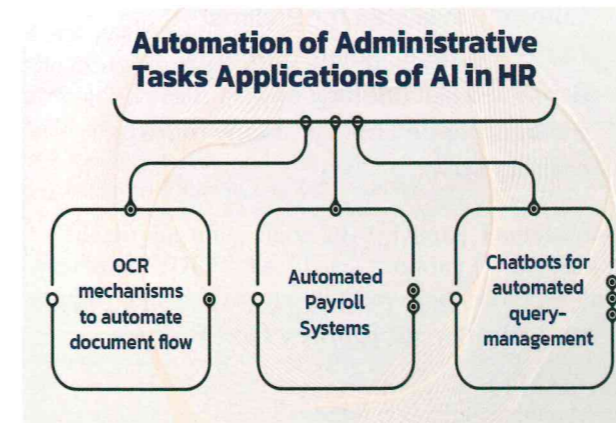 Automation of Administrative
Tasks Applications of AI in HR
OCR
mechanisms
to automate
document flow
Automated
Payroll
Systems
Chatbots for
automated
query-
management